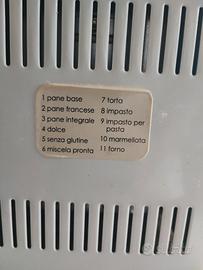 1 pane base
2 pane francese
3 pane integrale
4 dolce
5 senza glutine
6 miscela pronta
7 torta
8 impasto
9 impasto per
pasta
10 marmellata
11 forno